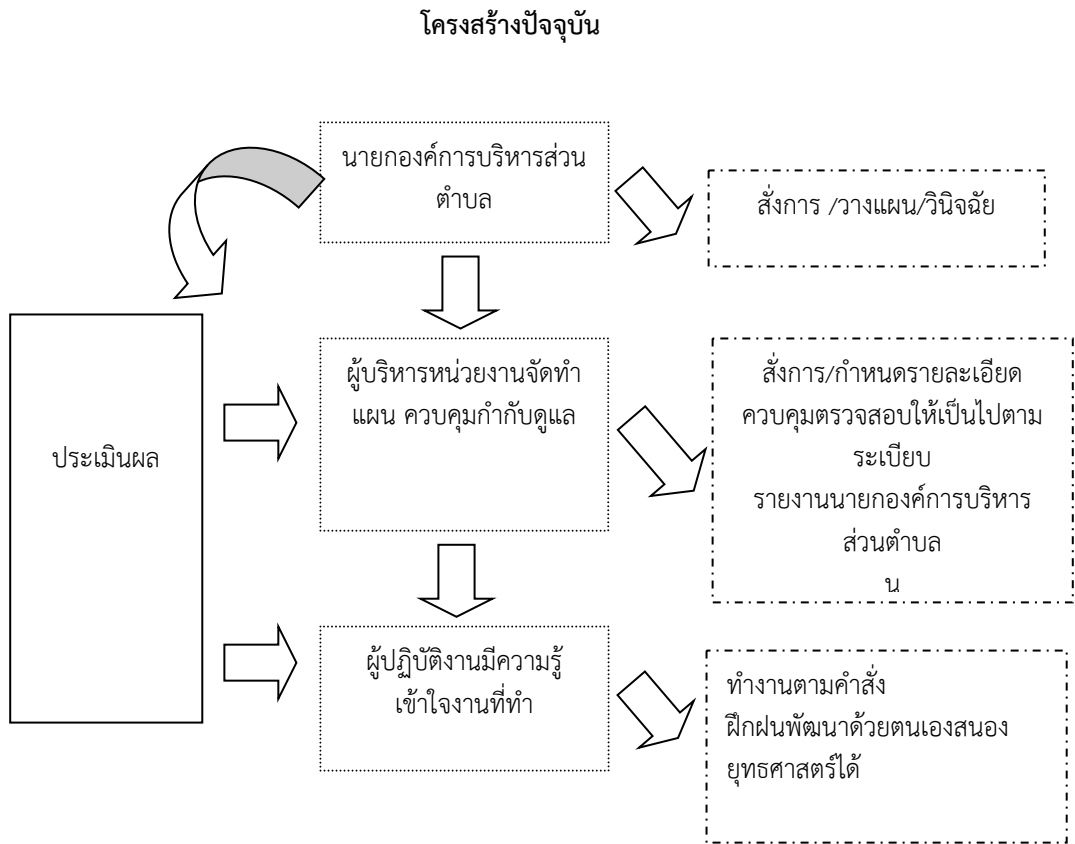 โครงสร้างปัจจุบัน
นายกองค์การบริหารส่วน
ตำบล
สั่งการ /วางแผน/วินิจฉัย
ประเมินผล
ผู้บริหารหน่วยงานจัดทำ
แผน ควบคุมกำกับดูแล
สั่งการ/กำหนดรายละเอียด
ควบคุมตรวจสอบให้เป็นไปตาม
ระเบียบ
รายงานนายกองค์การบริหาร
ส่วนตำบล
น
ผู้ปฏิบัติงานมีความรู้
เข้าใจงานที่ทำ
ทำงานตามคำสั่ง
ฝึกฝนพัฒนาด้วยตนเองสนอง
ยุทธศาสตร์ได้